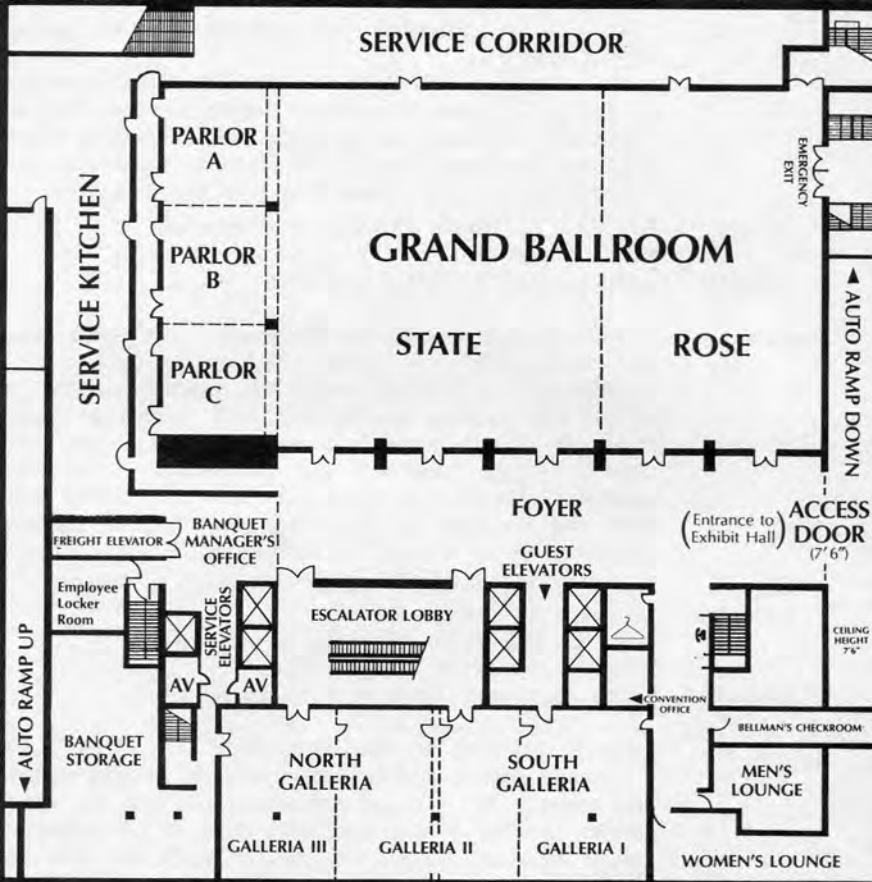 SERVICE CORRIDOR
PARLOR
A
EMERGENCY
EXIT
SERVICE KITCHEN
PARLOR
B
GRAND BALLROOM
STATE
ROSE
AUTO RAMP DOWN
PARLOR
C
FOYER
(Entrance to
Exhibit Hall)
ACCESS
DOOR
(7'6")
FREIGHT ELEVATOR
BANQUET
MANAGER'S
OFFICE
GUEST
ELEVATORS
Employee
Locker
Room
SERVICE
ELEVATORS
ESCALATOR LOBBY
CEILING
HEIGHT
7'6"
AUTO RAMP UP
AV
AV
CONVENTION
OFFICE
BELLMAN'S CHECKROOM
BANQUET
STORAGE
NORTH
GALLERIA
SOUTH
GALLERIA
MEN'S
LOUNGE
GALLERIA III
GALLERIA II
GALLERIA I
WOMEN'S LOUNGE